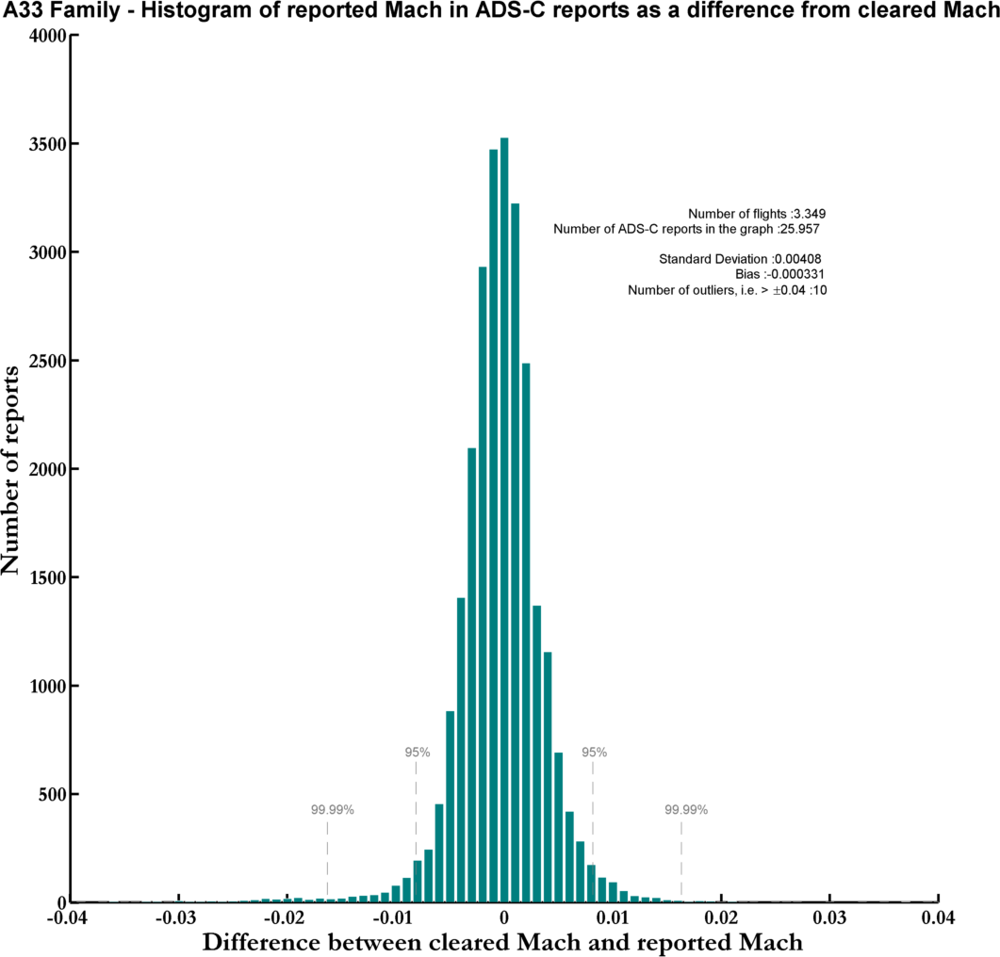 A33 Family - Histogram of reported Mach in ADS-C reports as a difference from cleared Mach
4000
3500
3000
2500
2000
1500
1000
500
0
Number of reports
Number of flights :3.349
Number of ADS-C reports in the graph :25.957
Standard Deviation :0.00408
Bias :-0.000331
Number of outliers, i.e. > ±0.04 :10
95% 95%
99.99% 99.99%
-0.04 -0.03 -0.02 -0.01 0 0.01 0.02 0.03 0.04
Difference between cleared Mach and reported Mach